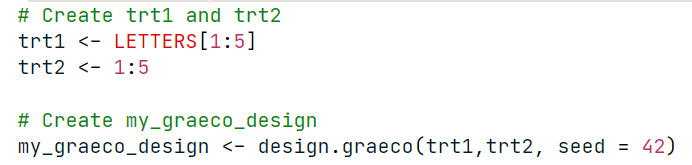 # Create trt1 and trt2
trt1 <- LETTERS[1:5]
trt2 <- 1:5
# Create my_graeco_design
my_graeco_design <- design.graeco(trt1,trt2, seed = 42)